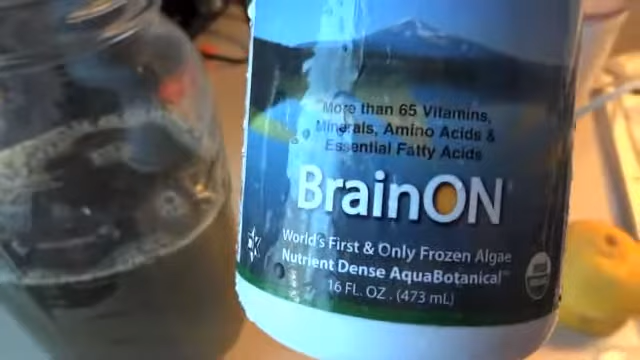 More than 65 Vitamins,
Minerals, Amino Acids &
Essential Fatty Acids
BrainON
World's First & Only Frozen Algae
Nutrient Dense AquaBotanical™
16 FL. OZ. (473 mL)